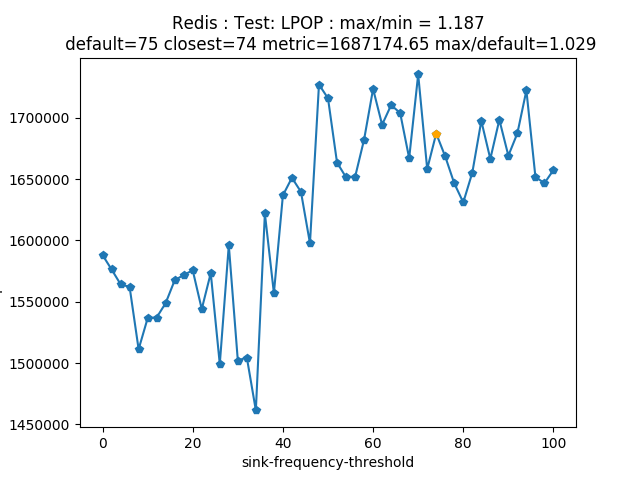 Redis : Test: LPOP : max/min = 1.187
default=75 closest=74 metric=1687174.65 max/default=1.029
1700000
1650000
1600000
1550000
1500000
1450000
0 20 40 60 80 100
sink-frequency-threshold